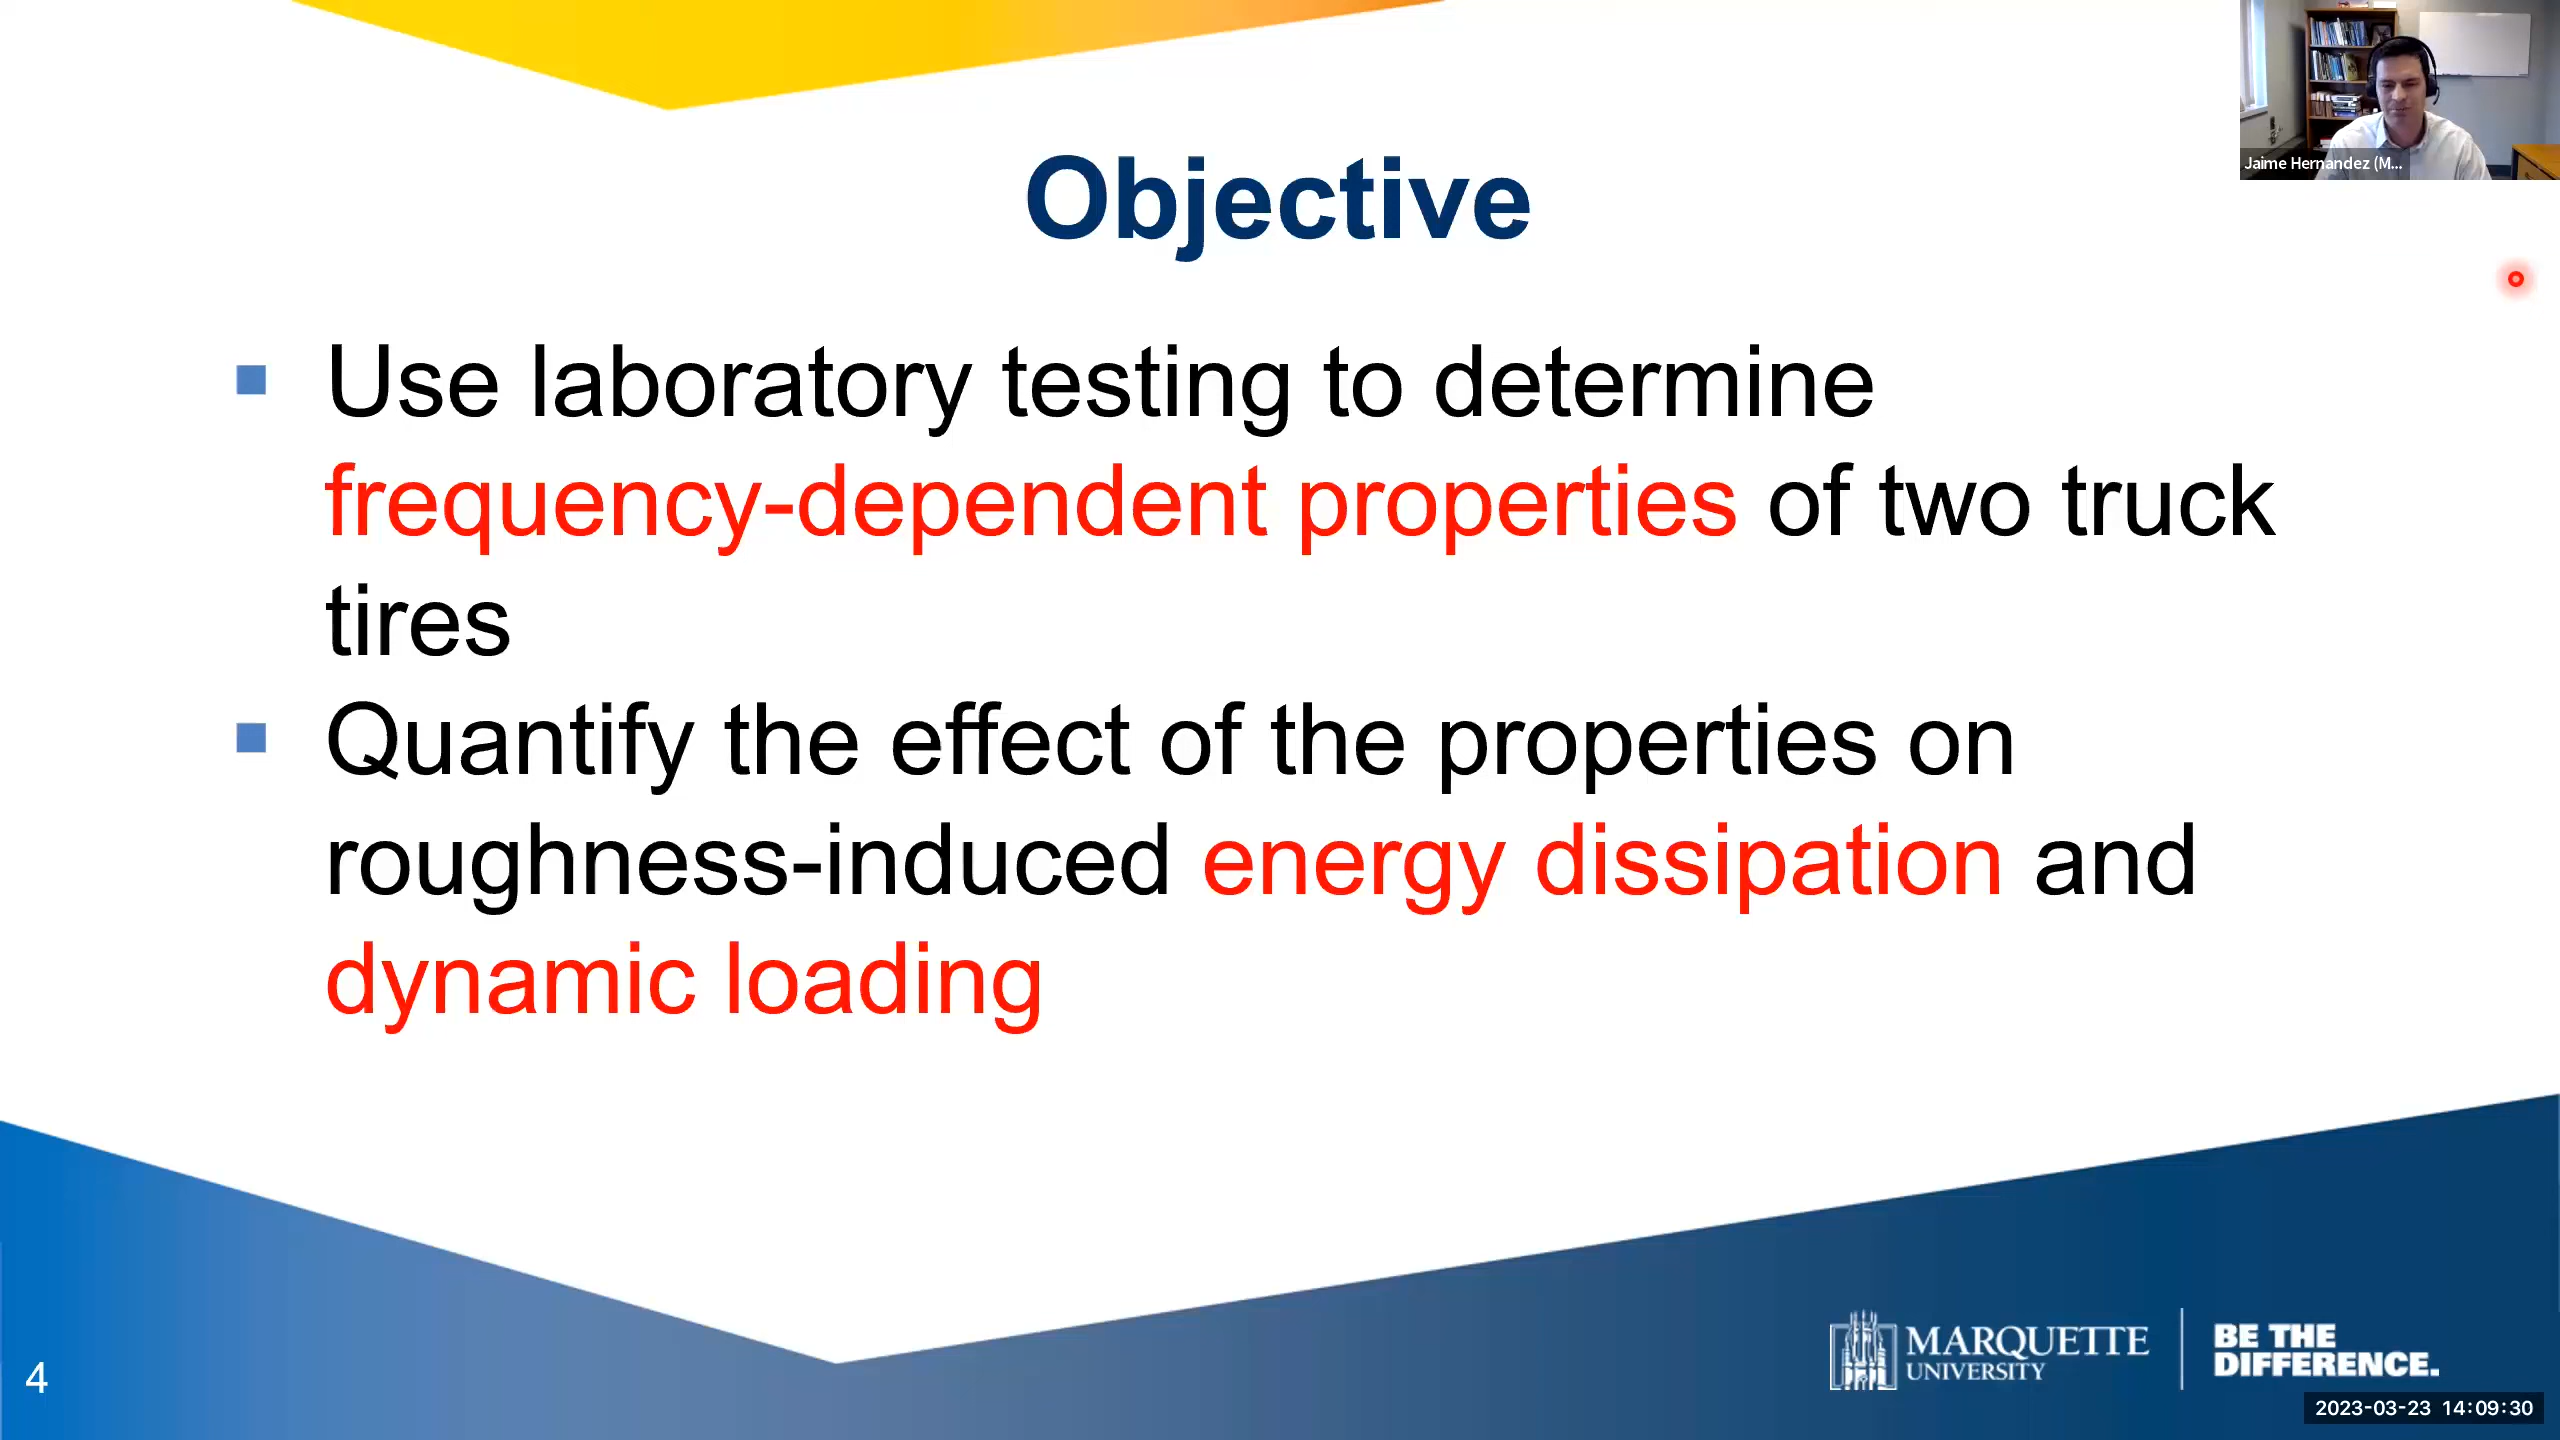 Jaime Hernandez (M...
Objective
Use laboratory testing to determine
frequency-dependent properties of two truck
tires
Quantify the effect of the properties on
roughness-induced energy dissipation and
dynamic loading
4
MARQUETTE
UNIVERSITY
BE THE
DIFFERENCE.
2023-03-23 14:09:30